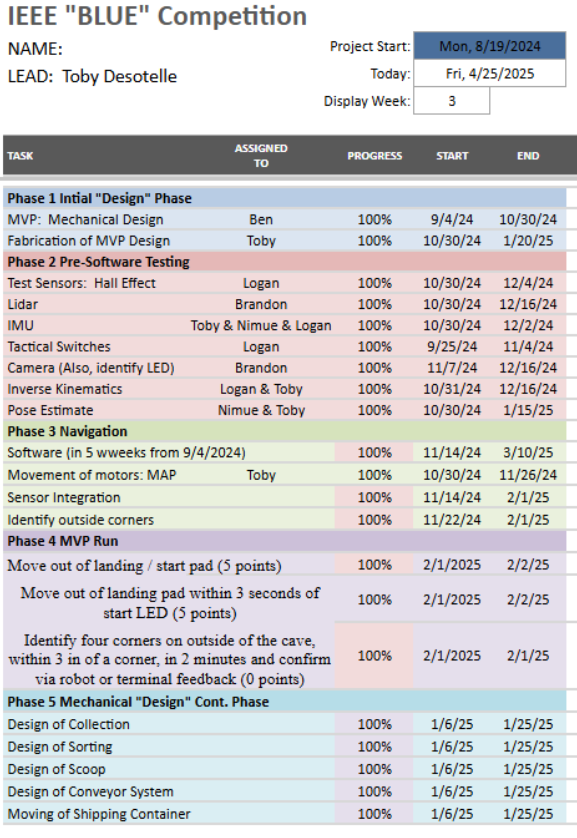 IEEE "BLUE" Competition
NAME:
LEAD: Toby Desotelle
Project Start: Mon, 8/19/2024
Today: Fri, 4/25/2025
Display Week: 3
TASK ASSIGNED TO PROGRESS START END
Phase 1 Intial "Design" Phase
MVP: Mechanical Design Ben 100% 9/4/24 10/30/24
Fabrication of MVP Design Toby 100% 10/30/24 1/20/25
Phase 2 Pre-Software Testing
Test Sensors: Hall Effect Logan 100% 10/30/24 12/4/24
Lidar Brandon 100% 10/30/24 12/16/24
IMU Toby & Nimue & Logan 100% 10/30/24 12/2/24
Tactical Switches Logan 100% 9/25/24 11/4/24
Camera (Also, identify LED) Brandon 100% 11/7/24 12/16/24
Inverse Kinematics Logan & Toby 100% 10/31/24 12/16/24
Pose Estimate Nimue & Toby 100% 10/30/24 1/15/25
Phase 3 Navigation
Software (in 5 wweeks from 9/4/2024) 100% 11/14/24 3/10/25
Movement of motors: MAP Toby 100% 10/30/24 11/26/24
Sensor Integration 100% 11/14/24 2/1/25
Identify outside corners 100% 11/22/24 2/1/25
Phase 4 MVP Run
Move out of landing / start pad (5 points) 100% 2/1/2025 2/2/25
Move out of landing pad within 3 seconds of
start LED (5 points) 100% 2/1/2025 2/2/25
Identify four corners on outside of the cave,
within 3 in of a corner, in 2 minutes and confirm 100% 2/1/2025 2/1/25
via robot or terminal feedback (0 points)
Phase 5 Mechanical "Design" Cont. Phase
Design of Collection 100% 1/6/25 1/25/25
Design of Sorting 100% 1/6/25 1/25/25
Design of Scoop 100% 1/6/25 1/25/25
Design of Conveyor System 100% 1/6/25 1/25/25
Moving of Shipping Container 100% 1/6/25 1/25/25